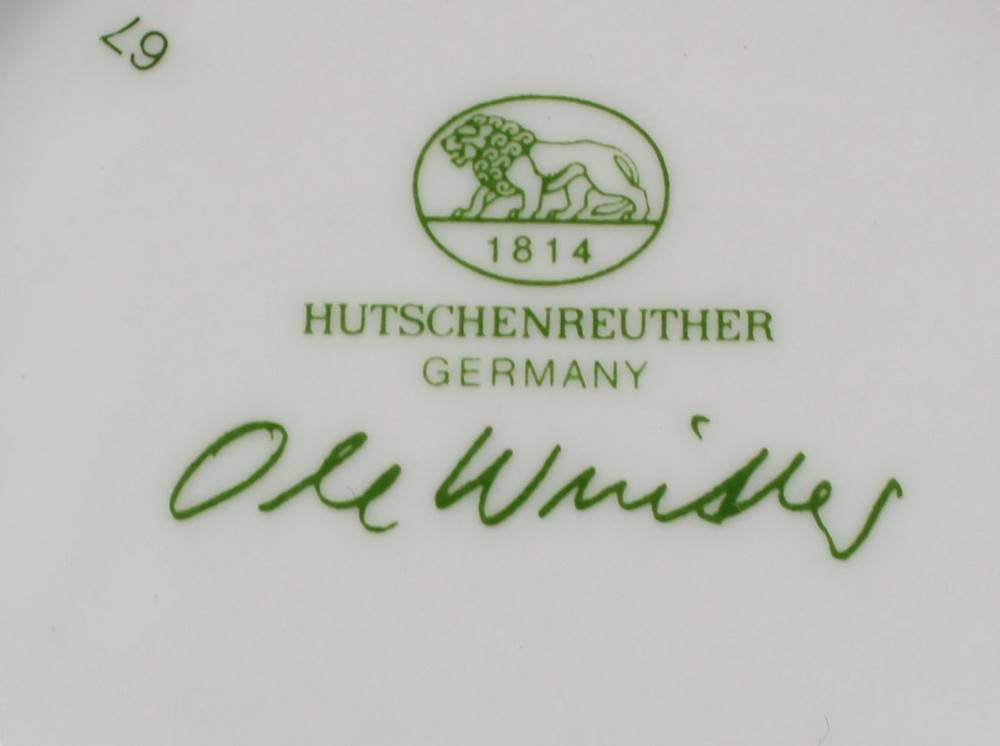 67
1814
HUTSCHENREUTHER
GERMANY
Ole Winther